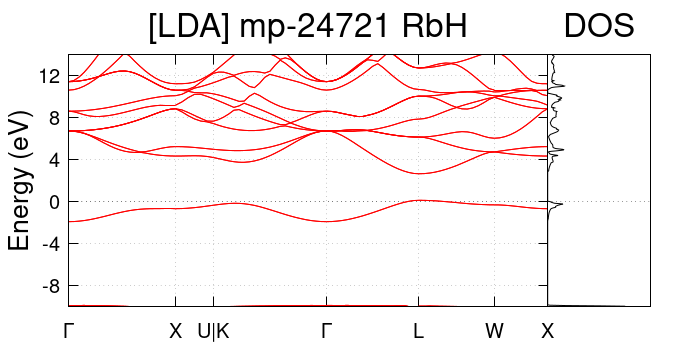 [LDA] mp-24721 RbH
DOS
Energy (eV)
12
8
4
0
-4
-8
Γ X U|K Γ L W X